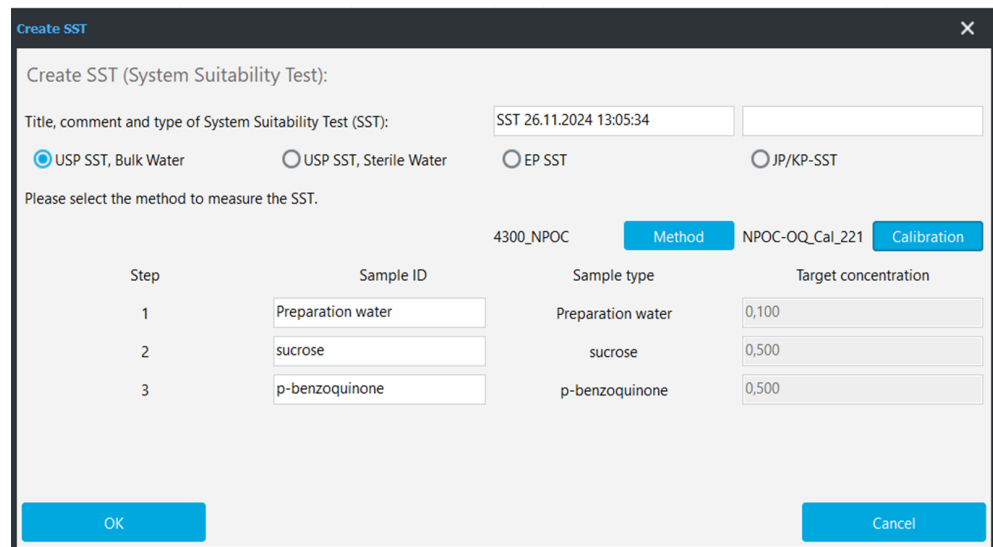 Create SST
Create SST (System Suitability Test):
Title, comment and type of System Suitability Test (SST): SST 26.11.2024 13:05:34
USP SST, Bulk Water USP SST, Sterile Water EP SST JP/KP-SST
Please select the method to measure the SST.
4300_NPOC Method NPOC-OQ_Cal_221 Calibration
Step Sample ID Sample type Target concentration
1 Preparation water Preparation water 0,100
2 sucrose sucrose 0,500
3 p-benzoquinone p-benzoquinone 0,500
OK Cancel